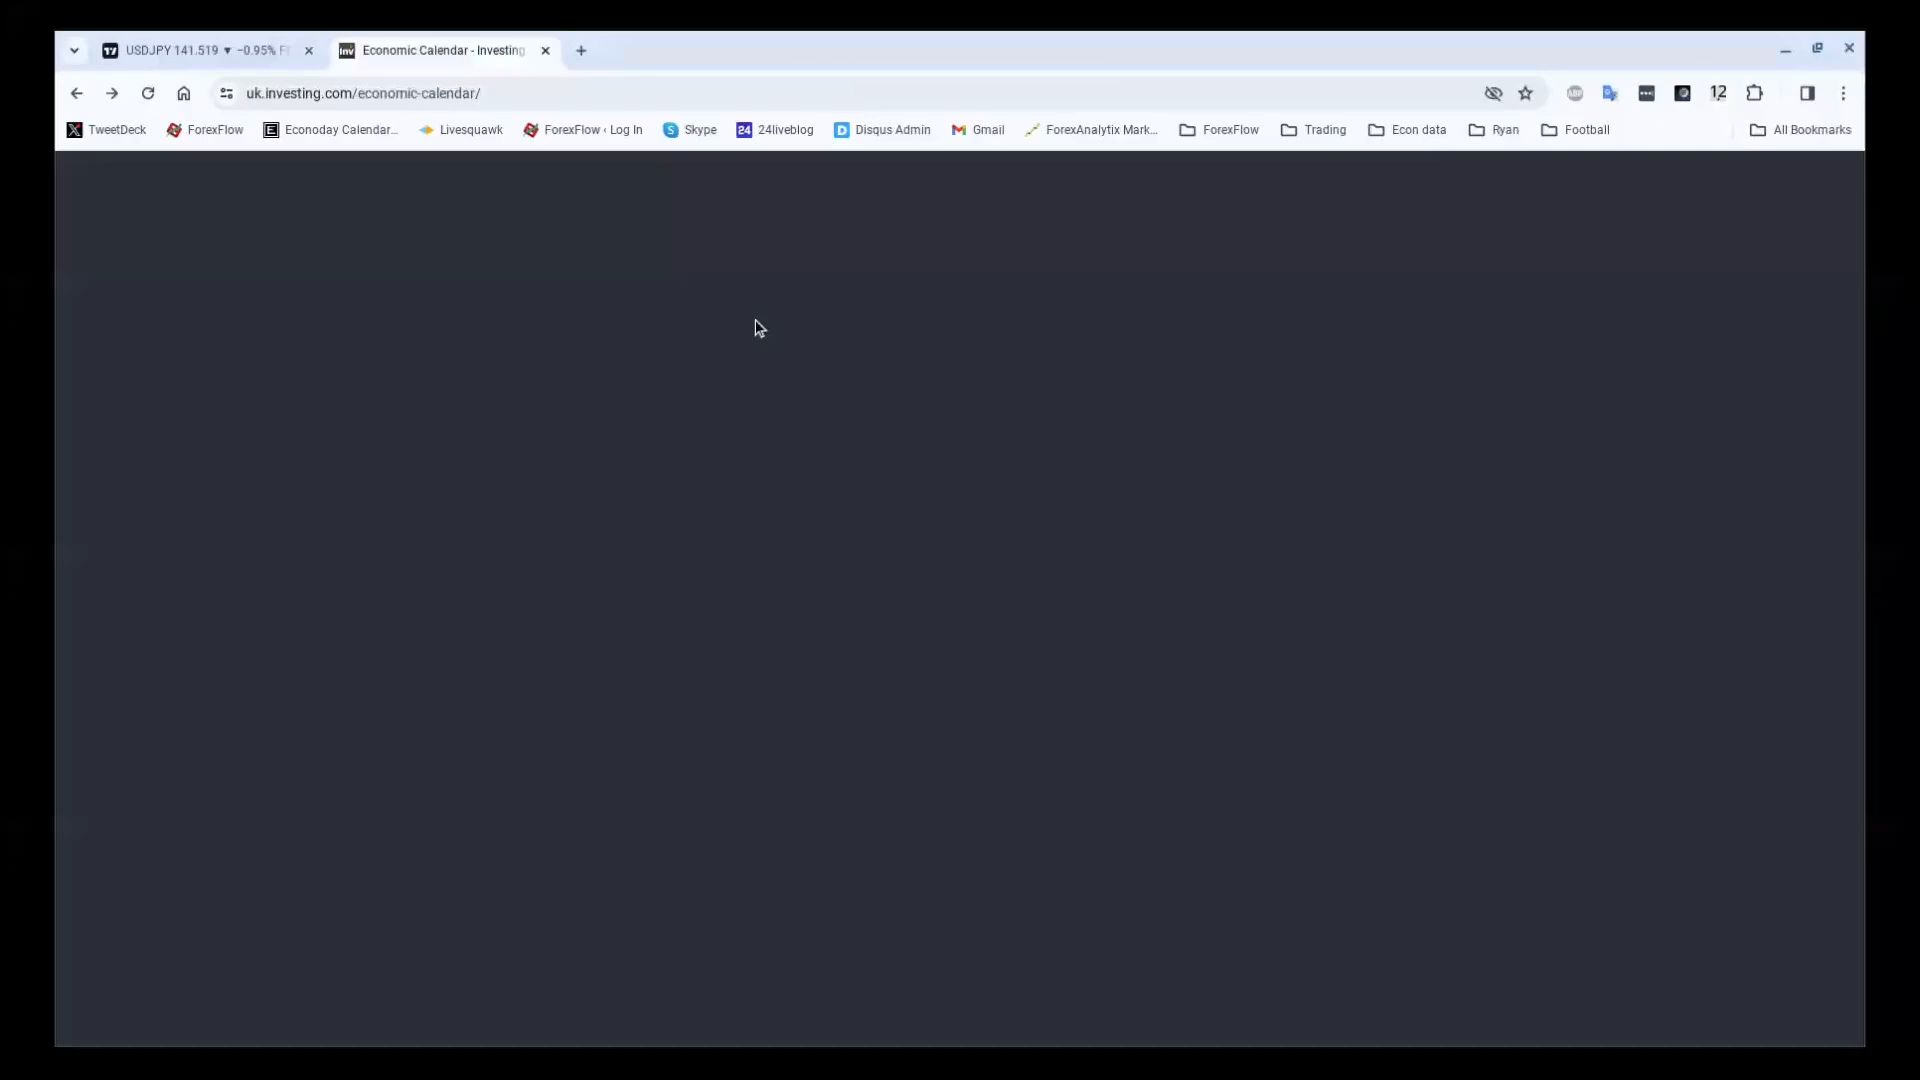 USDJPY 141.519 ▼ −0.95%
Economic Calendar - Investing
uk.investing.com/economic-calendar/
12
TweetDeck
ForexFlow
Econoday Calendar...
Livesquawk
ForexFlow ‹ Log In
Skype
24 24liveblog
Disqus Admin
Gmail
ForexAnalytix Mark...
ForexFlow
Trading
Econ data
Ryan
Football
All Bookmarks